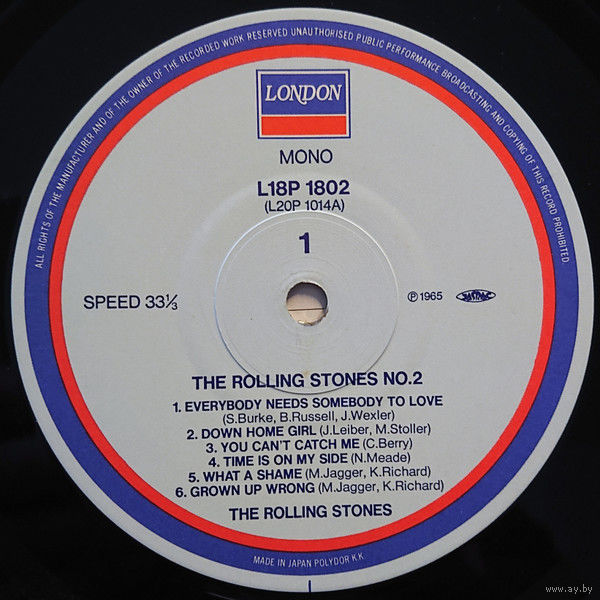 ALL RIGHTS OF THE MANUFACTURER AND OF THE OWNER OF THE RECORDED WORK RESERVED UNAUTHORISED PUBLIC PERFORMANCE BROADCASTING AND COPYING OF THIS RECORD PROHIBITED.
LONDON
MONO
L18P 1802
(L20P 1014A)
1
SPEED 33⅓
℗ 1965
THE ROLLING STONES NO.2
1. EVERYBODY NEEDS SOMEBODY TO LOVE
(S.Burke, B.Russell, J.Wexler)
2. DOWN HOME GIRL (J.Leiber, M.Stoller)
3. YOU CAN'T CATCH ME (C.Berry)
4. TIME IS ON MY SIDE (N.Meade)
5. WHAT A SHAME (M.Jagger, K.Richard)
6. GROWN UP WRONG (M.Jagger, K.Richard)
THE ROLLING STONES
MADE IN JAPAN POLYDOR K.K.
www.ay.by